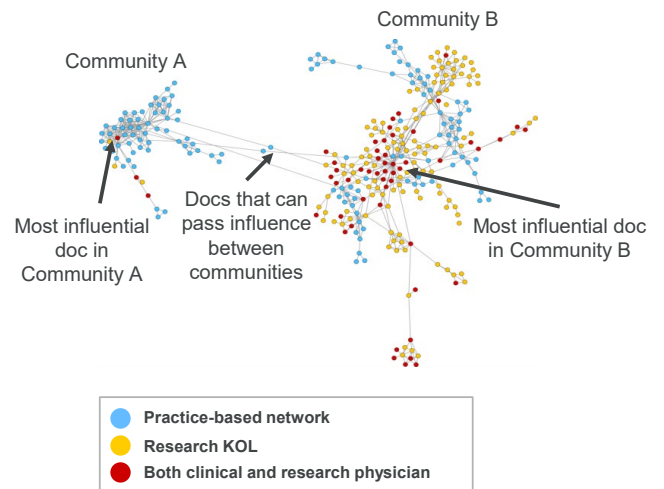 Community B
Community A
Docs that can
pass influence
between
communities
Most influential
doc in
Community A
Most influential doc
in Community B
Practice-based network
Research KOL
Both clinical and research physician